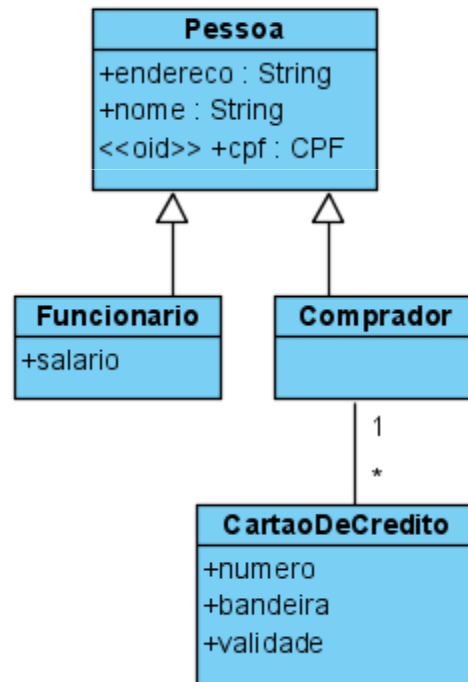 Pessoa
+endereco : String
+nome : String
<<oid>> +cpf : CPF
Funcionario
+salario
Comprador
1
*
CartaoDeCredito
+numero
+bandeira
+validade